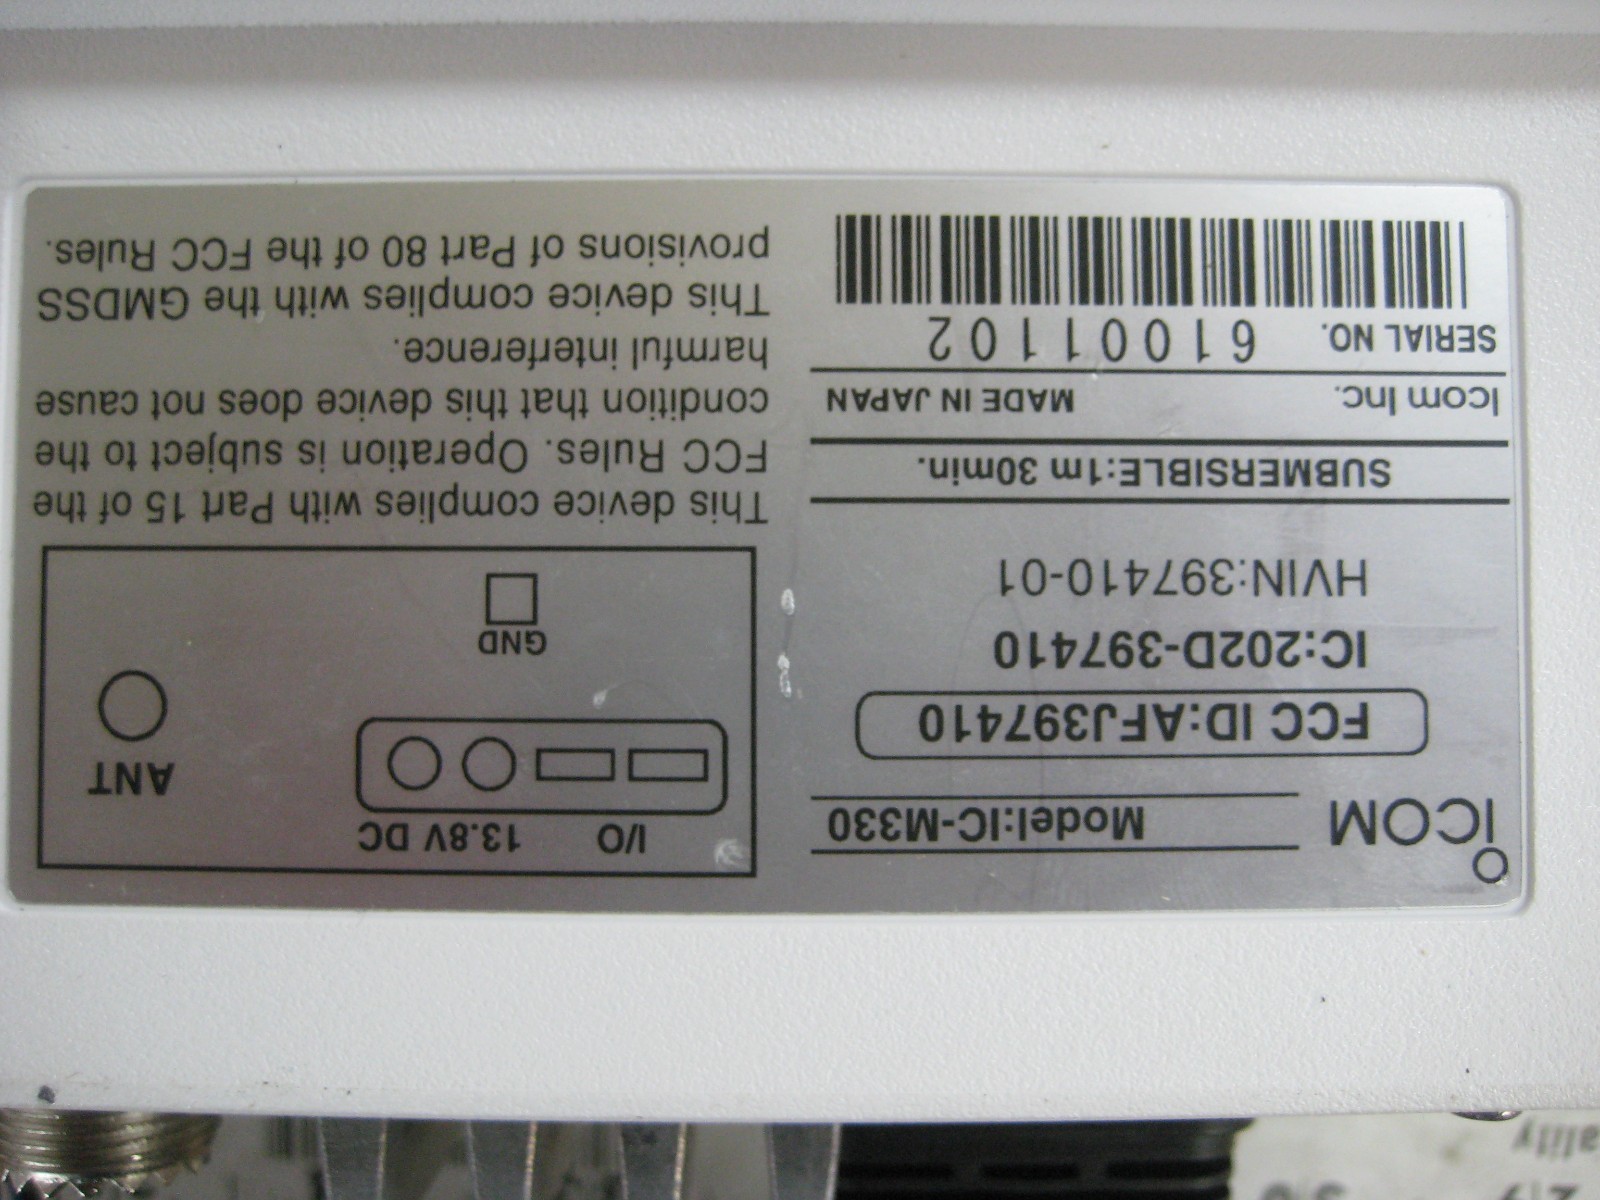 iCOM
Model:IC-M330
FCC ID:AFJ397410
IC:202D-397410
HVIN:397410-01
SUBMERSIBLE:1m 30min.
Icom Inc. MADE IN JAPAN
SERIAL NO. 61001102
I/O 13.8V DC
ANT
GND
This device complies with Part 15 of the
FCC Rules. Operation is subject to the
condition that this device does not cause
harmful interference.
This device complies with the GMDSS
provisions of Part 80 of the FCC Rules.